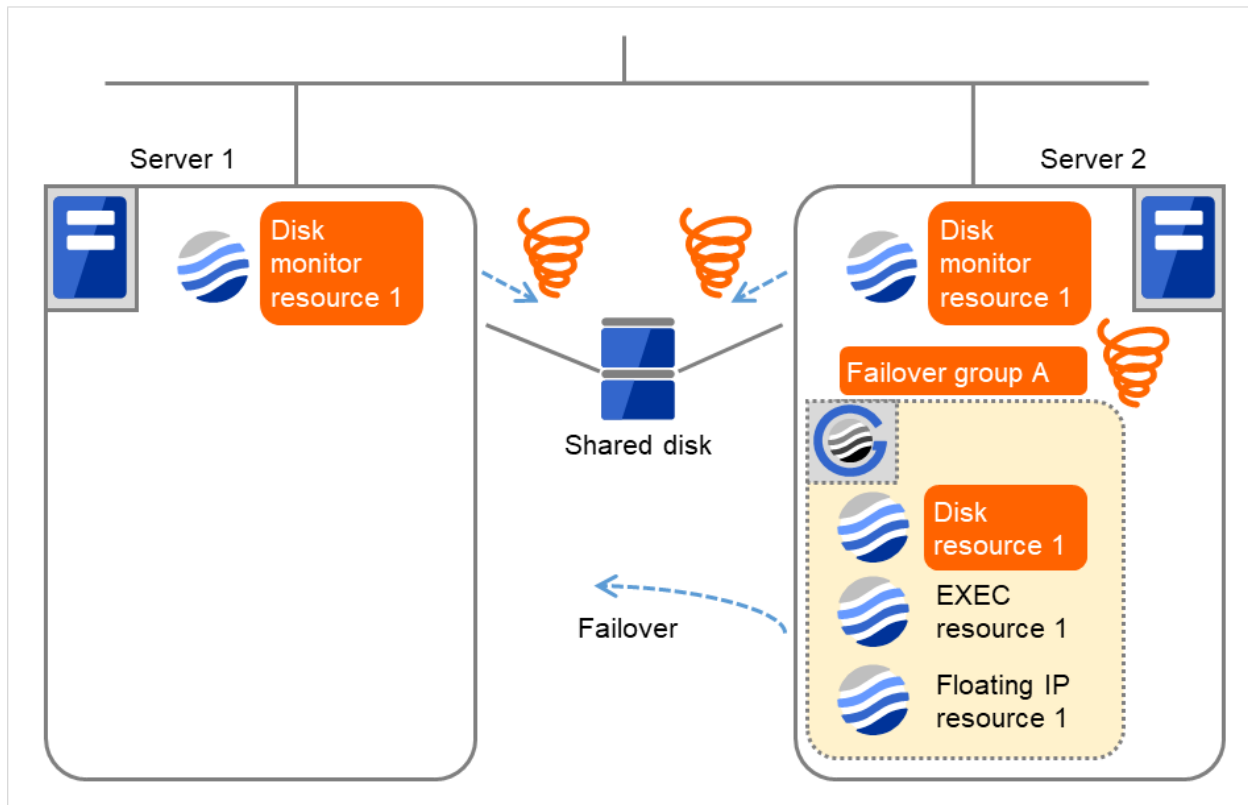 Server 1
Server 2
Disk
monitor
resource 1
Disk
monitor
resource 1
Failover group A
Shared disk
Disk
resource 1
EXEC
resource 1
Failover
Floating IP
resource 1